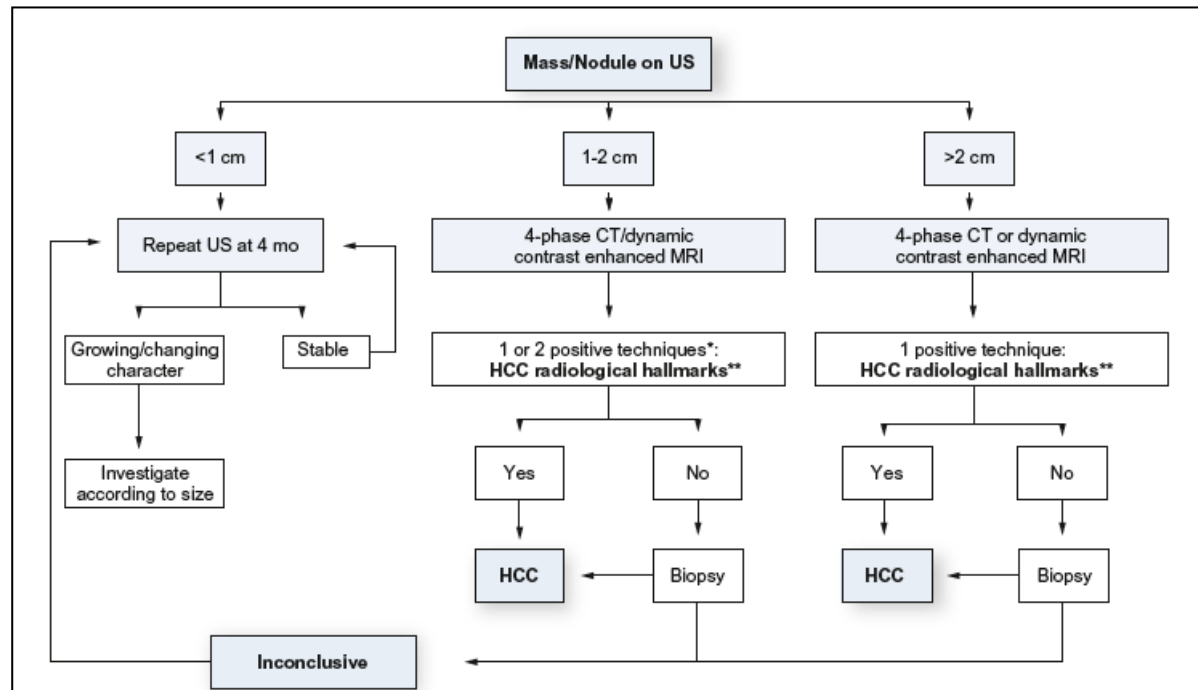 Mass/Nodule on US
<1 cm
1-2 cm
>2 cm
Repeat US at 4 mo
4-phase CT/dynamic
contrast enhanced MRI
4-phase CT or dynamic
contrast enhanced MRI
Growing/changing
character
Stable
1 or 2 positive techniques*:
HCC radiological hallmarks**
1 positive technique:
HCC radiological hallmarks**
Investigate
according to size
Yes
No
Yes
No
HCC
Biopsy
HCC
Biopsy
Inconclusive